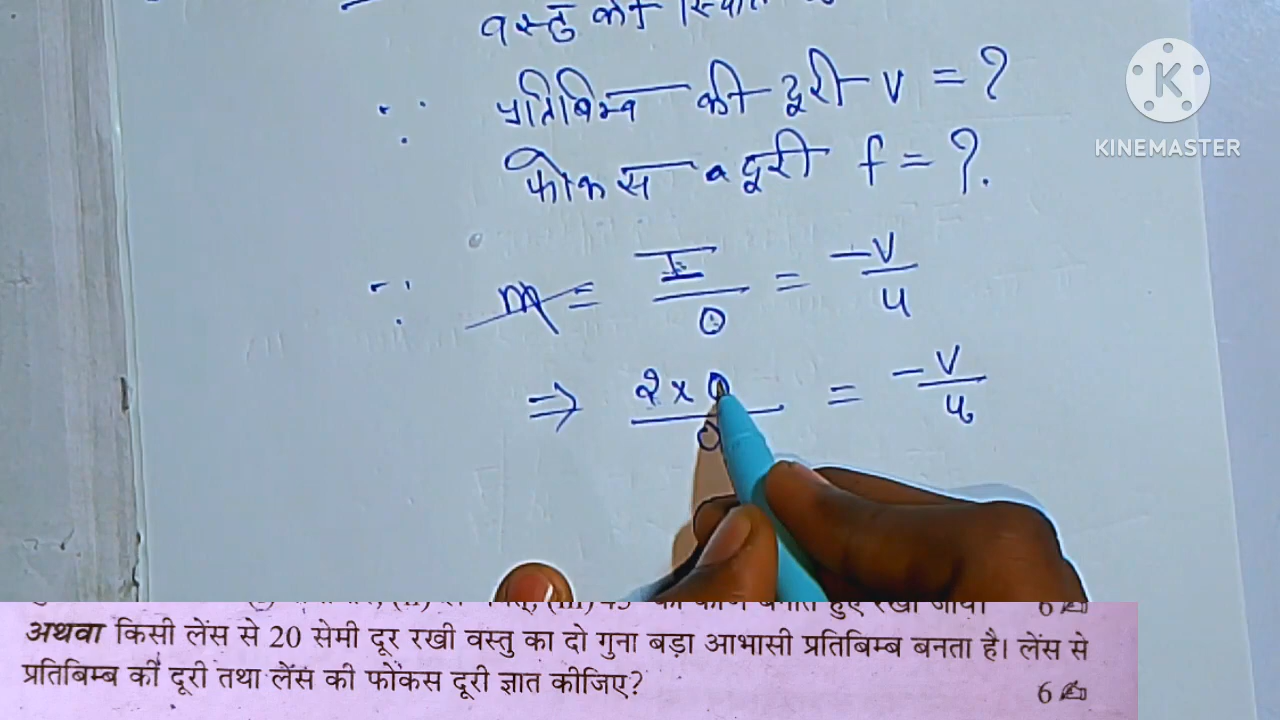 वस्तु की
प्रतिबिम्ब की दूरी v = ?
KINEMASTER
फोकस दूरी f = ?
∵ m = I/O = -v/u
⇒ 2 x O/O = -v/u
अथवा किसी लेंस से 20 सेमी दूर रखी वस्तु का दो गुना बड़ा आभासी प्रतिबिम्ब बनता है। लेंस से
प्रतिबिम्ब की दूरी तथा लेंस की फोकस दूरी ज्ञात कीजिए? 6